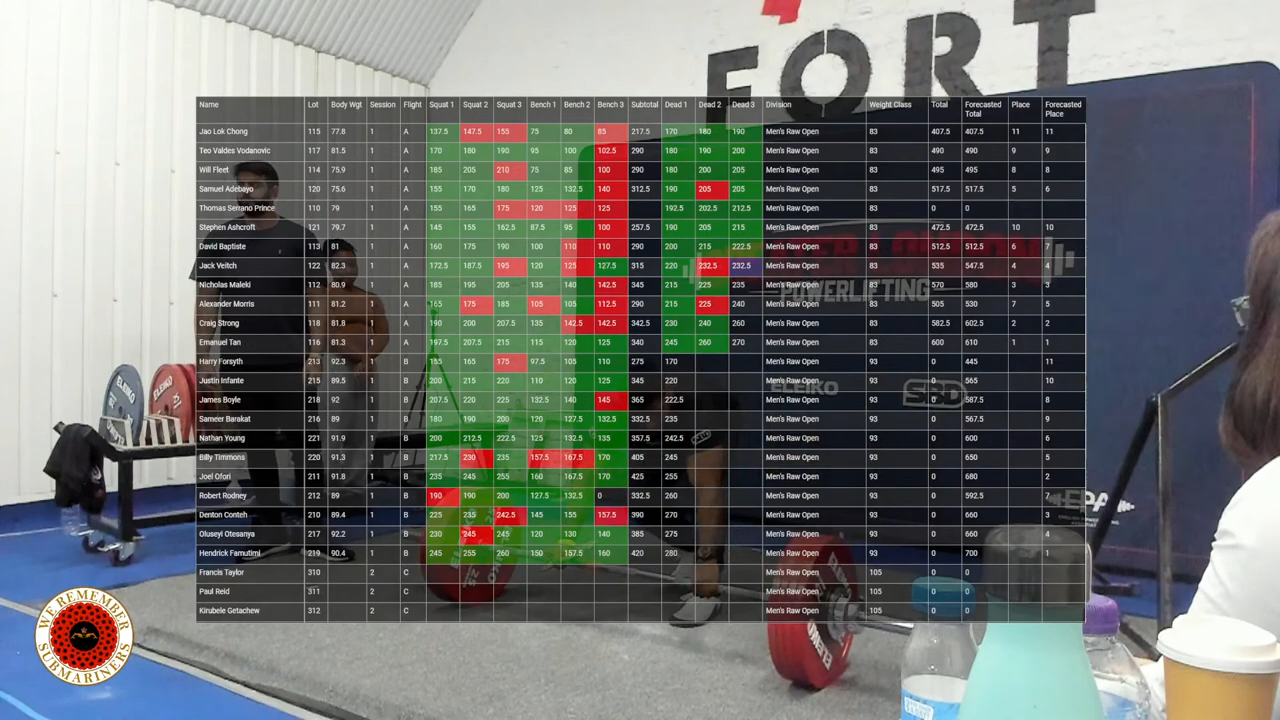 FORT
Name Lot Body Wgt Session Flight Squat 1 Squat 2 Squat 3 Bench 1 Bench 2 Bench 3 Subtotal Dead 1 Dead 2 Dead 3 Division Weight Class Total Forecasted Total Place Forecasted Place
Jao Lok Chong 115 77.8 1 A 137.5 147.5 155 75 80 85 217.5 170 180 190 Men's Raw Open 83 407.5 407.5 11 11
Teo Valdes Vodanovic 117 81.5 1 A 170 180 190 95 100 102.5 290 180 190 200 Men's Raw Open 83 490 490 9 9
Will Fleet 114 75.9 1 A 185 205 210 75 85 100 290 180 200 205 Men's Raw Open 83 495 495 8 8
Samuel Adebayo 120 75.6 1 A 155 170 180 125 132.5 140 312.5 190 205 205 Men's Raw Open 83 517.5 517.5 5 6
Thomas Serrano Prince 110 79 1 A 155 165 175 120 125 125 192.5 202.5 212.5 Men's Raw Open 83 0 0
Stephen Ashcroft 121 79.7 1 A 145 155 162.5 87.5 95 100 257.5 190 205 215 Men's Raw Open 83 472.5 472.5 10 10
David Baptiste 113 81 1 A 160 175 190 100 110 110 290 200 215 222.5 Men's Raw Open 83 512.5 512.5 6 7
Jack Veitch 122 82.3 1 A 172.5 187.5 195 120 125 127.5 315 220 232.5 232.5 Men's Raw Open 83 535 547.5 4 4
Nicholas Maleki 112 80.9 1 A 185 195 205 135 140 142.5 345 215 225 235 Men's Raw Open 83 570 580 3 3
Alexander Morris 111 81.2 1 A 165 175 185 105 105 112.5 290 215 225 240 Men's Raw Open 83 505 530 7 5
Craig Strong 118 81.8 1 A 190 200 207.5 135 142.5 142.5 342.5 230 240 260 Men's Raw Open 83 582.5 602.5 2 2
Emanuel Tan 116 81.3 1 A 197.5 207.5 215 115 120 125 340 245 260 270 Men's Raw Open 83 600 610 1 1
Harry Forsyth 213 92.3 1 B 155 165 175 97.5 105 110 275 170 Men's Raw Open 93 0 445 11
Justin Infante 215 89.5 1 B 200 215 220 110 120 125 345 220 Men's Raw Open 93 0 565 10
James Boyle 218 92 1 B 207.5 220 225 132.5 140 145 365 222.5 Men's Raw Open 93 0 587.5 8
Sameer Barakat 216 89 1 B 180 190 200 120 127.5 132.5 332.5 235 Men's Raw Open 93 0 567.5 9
Nathan Young 221 91.9 1 B 200 212.5 222.5 125 132.5 135 357.5 242.5 Men's Raw Open 93 0 600 6
Billy Timmons 220 91.3 1 B 217.5 230 235 157.5 167.5 170 405 245 Men's Raw Open 93 0 650 5
Joel Ofori 211 91.8 1 B 235 245 255 160 167.5 170 425 255 Men's Raw Open 93 0 680 2
Robert Rodney 212 89 1 B 190 190 200 127.5 132.5 0 332.5 260 Men's Raw Open 93 0 592.5 7
Denton Conteh 210 89.4 1 B 225 235 242.5 145 155 157.5 390 270 Men's Raw Open 93 0 660 3
Oluseyi Otesanya 217 92.2 1 B 230 245 245 120 130 140 385 275 Men's Raw Open 93 0 660 4
Hendrick Famutimi 219 90.4 1 B 245 255 260 150 157.5 160 420 280 Men's Raw Open 93 0 700 1
Francis Taylor 310 2 C Men's Raw Open 105 0 0
Paul Reid 311 2 C Men's Raw Open 105 0 0
Kirubele Getachew 312 2 C Men's Raw Open 105 0 0
POWERLIFTING
ELEIKO
SBD
EPA
ELEIKO
25
ELEIKO
WE REMEMBER
SUBMARINERS